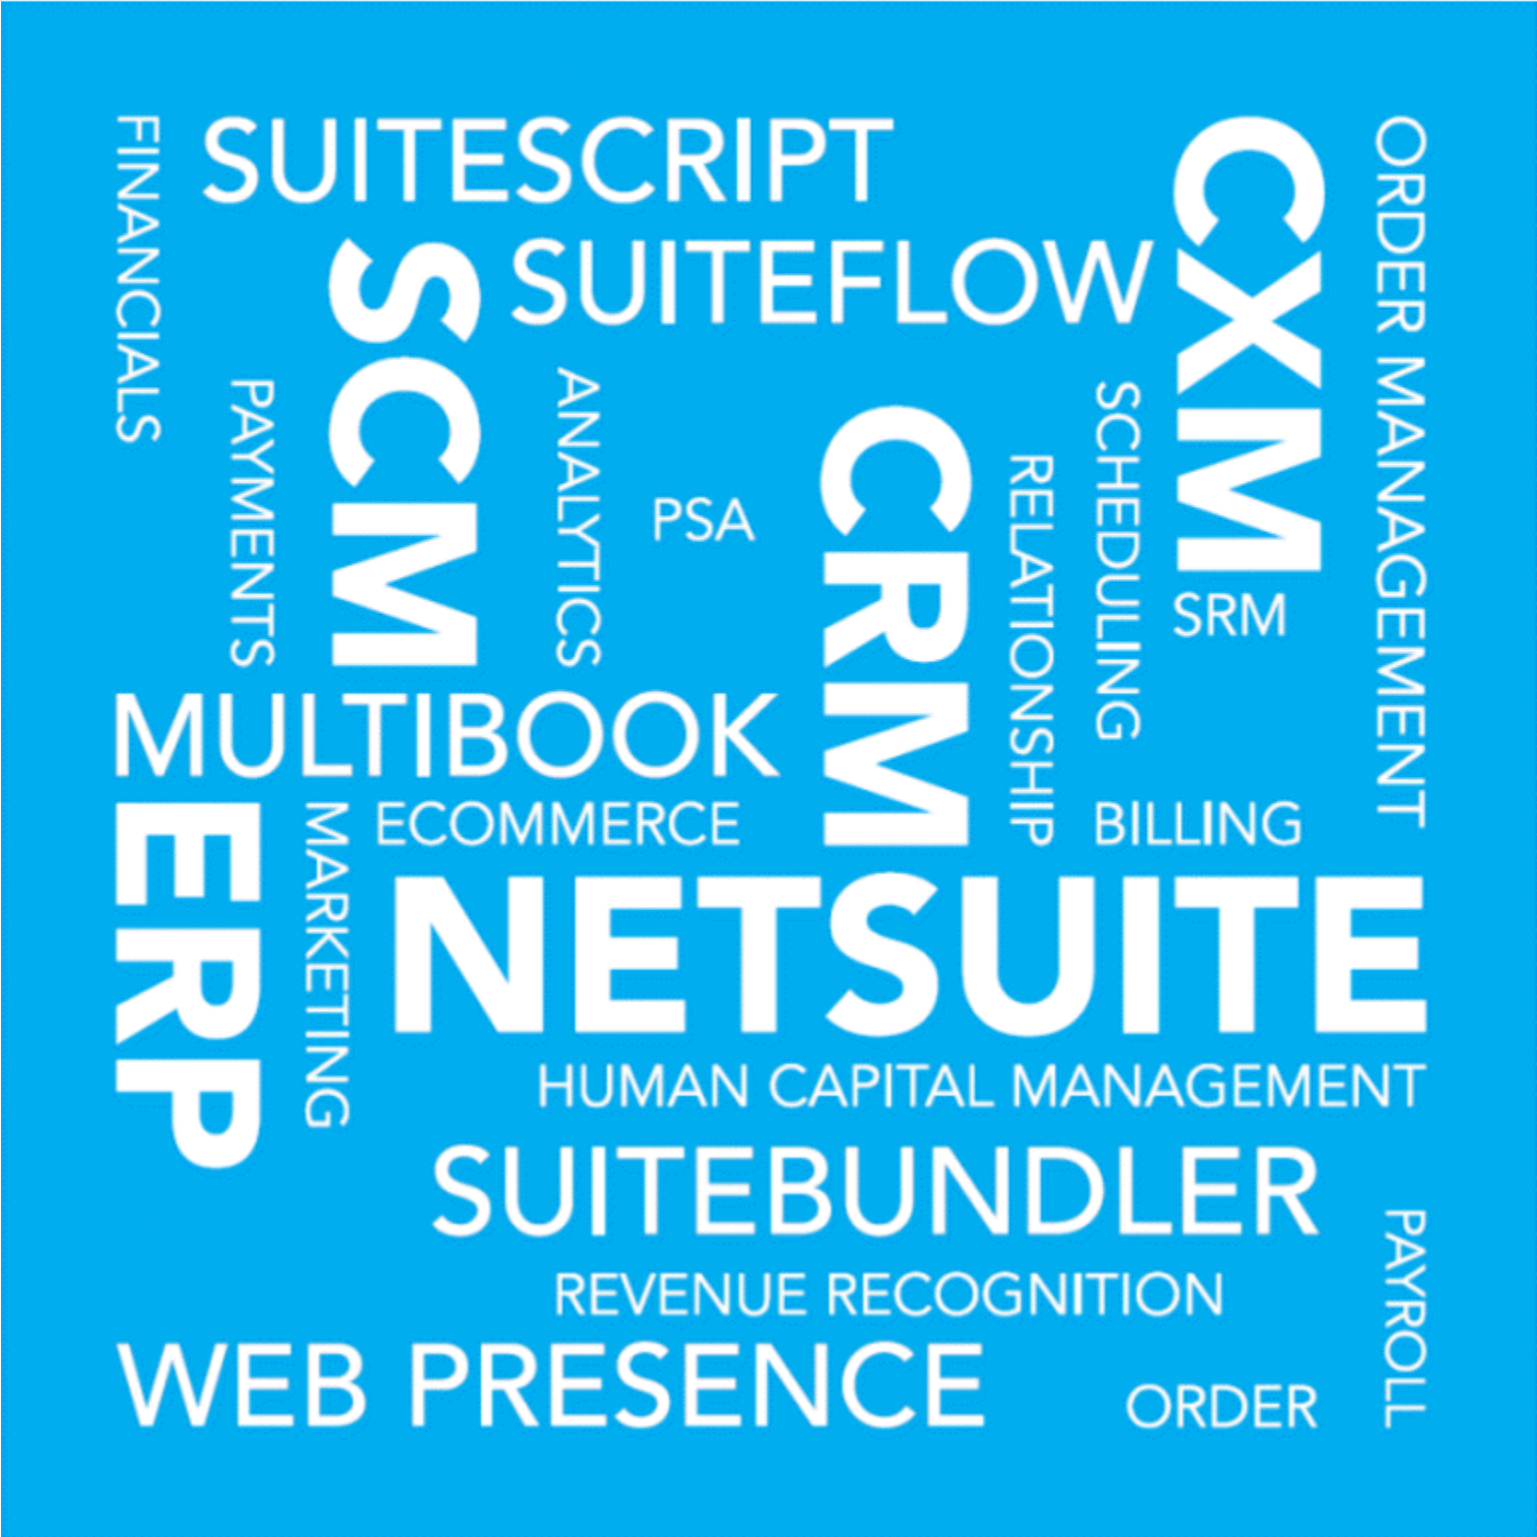 FINANCIALS
SUITESCRIPT
CXM
ORDER MANAGEMENT
SCM
SUITEFLOW
PAYMENTS
ANALYTICS
PSA
CRM
RELATIONSHIP
SCHEDULING
SRM
MULTIBOOK
ERP
MARKETING
ECOMMERCE
BILLING
NETSUITE
HUMAN CAPITAL MANAGEMENT
SUITEBUNDLER
PAYROLL
REVENUE RECOGNITION
WEB PRESENCE
ORDER